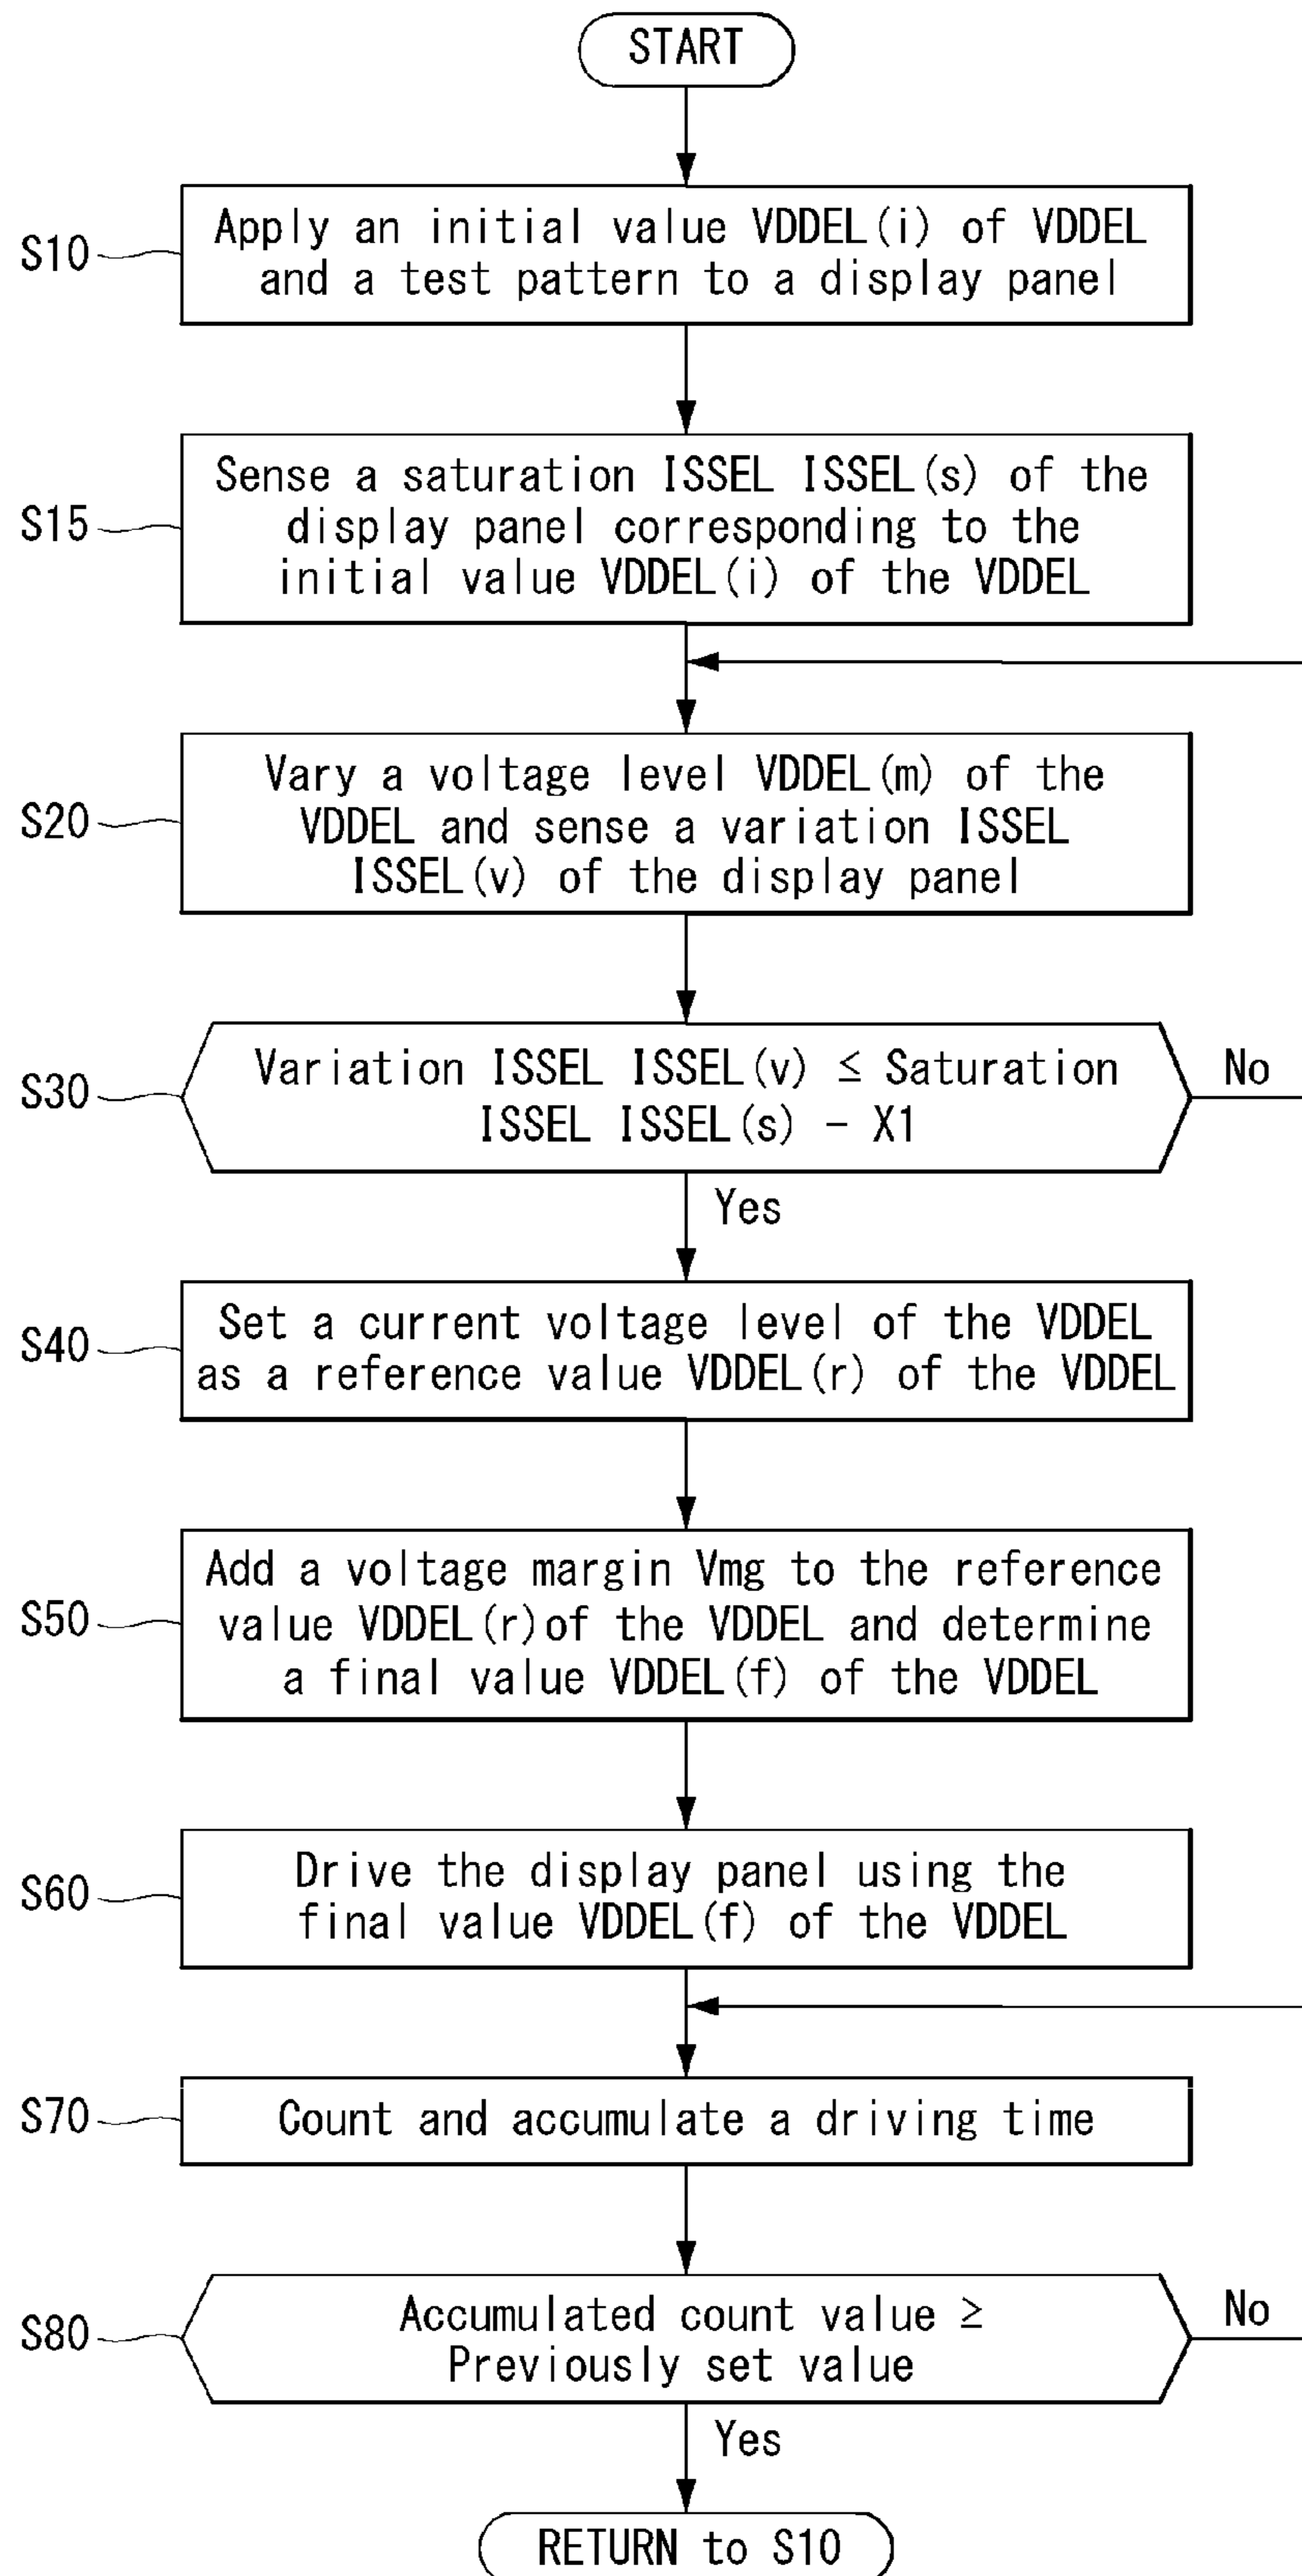 START
S10
Apply an initial value VDDEL(i) of VDDEL
and a test pattern to a display panel
S15
Sense a saturation ISSEL ISSEL(s) of the
display panel corresponding to the
initial value VDDEL(i) of the VDDEL
S20
Vary a voltage level VDDEL(m) of the
VDDEL and sense a variation ISSEL
ISSEL(v) of the display panel
S30
Variation ISSEL ISSEL(v) ≤ Saturation
ISSEL ISSEL(s) - X1
No
Yes
S40
Set a current voltage level of the VDDEL
as a reference value VDDEL(r) of the VDDEL
S50
Add a voltage margin Vmg to the reference
value VDDEL(r)of the VDDEL and determine
a final value VDDEL(f) of the VDDEL
S60
Drive the display panel using the
final value VDDEL(f) of the VDDEL
S70
Count and accumulate a driving time
S80
Accumulated count value ≥
Previously set value
No
Yes
RETURN to S10